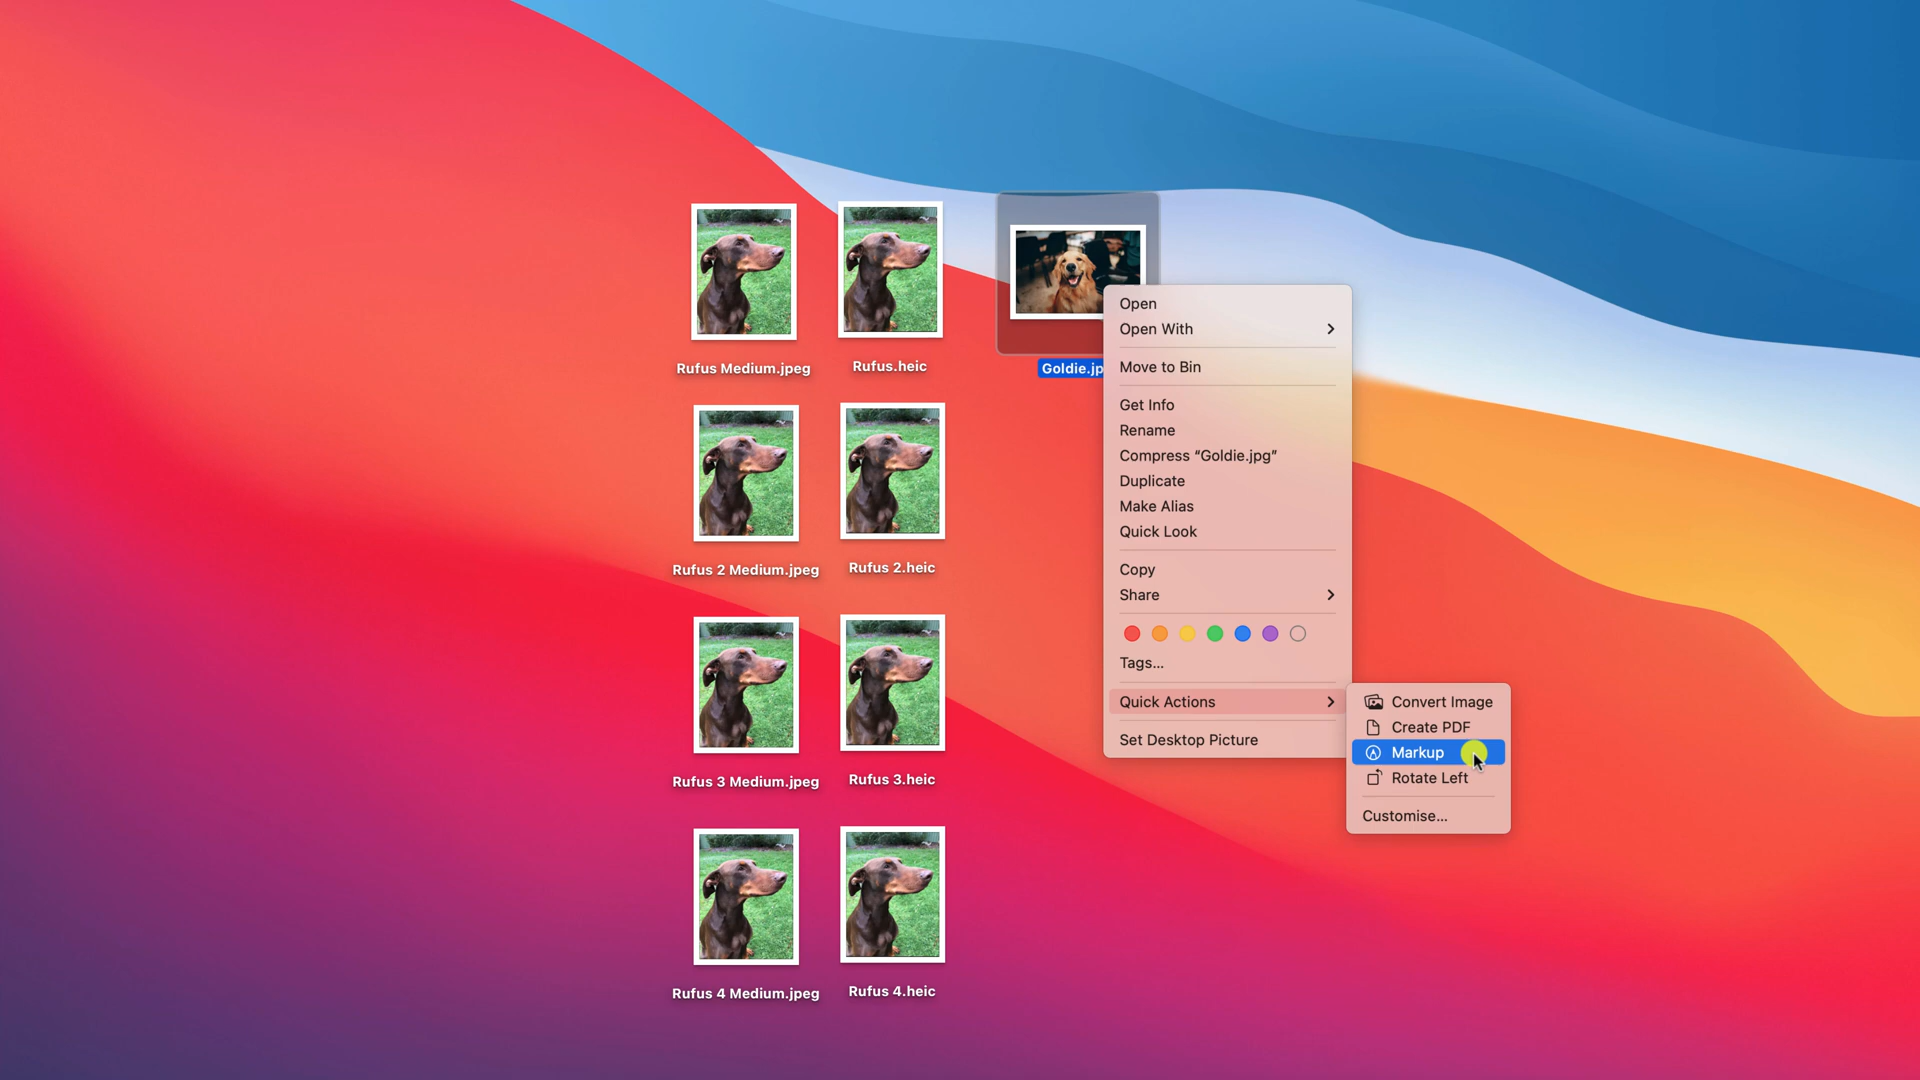 Rufus Medium.jpeg
Rufus.heic
Goldie.jp
Rufus 2 Medium.jpeg
Rufus 2.heic
Rufus 3 Medium.jpeg
Rufus 3.heic
Rufus 4 Medium.jpeg
Rufus 4.heic
Open
Open With
Move to Bin
Get Info
Rename
Compress “Goldie.jpg”
Duplicate
Make Alias
Quick Look
Copy
Share
Tags...
Quick Actions
Set Desktop Picture
Convert Image
Create PDF
Markup
Rotate Left
Customise...